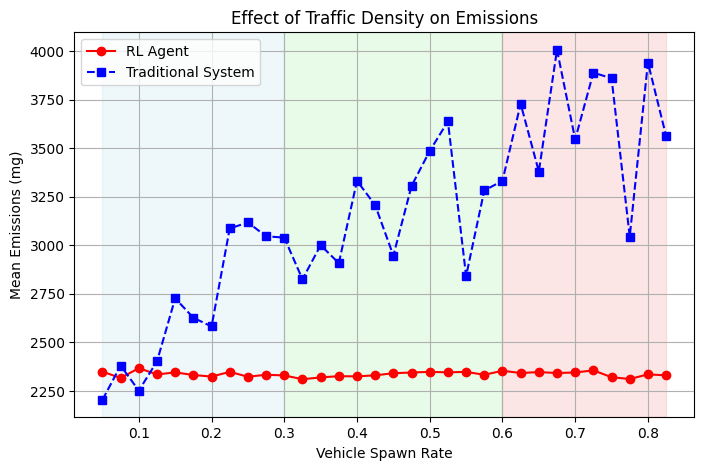 Effect of Traffic Density on Emissions
RL Agent
Traditional System
Mean Emissions (mg)
4000
3750
3500
3250
3000
2750
2500
2250
0.1 0.2 0.3 0.4 0.5 0.6 0.7 0.8
Vehicle Spawn Rate